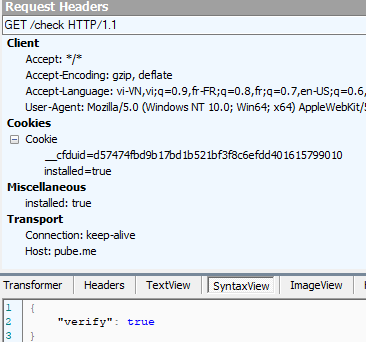 Request Headers
GET /check HTTP/1.1
Client
Accept: */*
Accept-Encoding: gzip, deflate
Accept-Language: vi-VN,vi;q=0.9,fr-FR;q=0.8,fr;q=0.7,en-US;q=0.6,
User-Agent: Mozilla/5.0 (Windows NT 10.0; Win64; x64) AppleWebKit/5
Cookies
Cookie
__cfduid=d57474fbd9b17bd1b521bf3f8c6efdd401615799010
installed=true
Miscellaneous
installed: true
Transport
Connection: keep-alive
Host: pube.me
Transformer Headers TextView SyntaxView ImageView
1 {
2 "verify": true
3 }